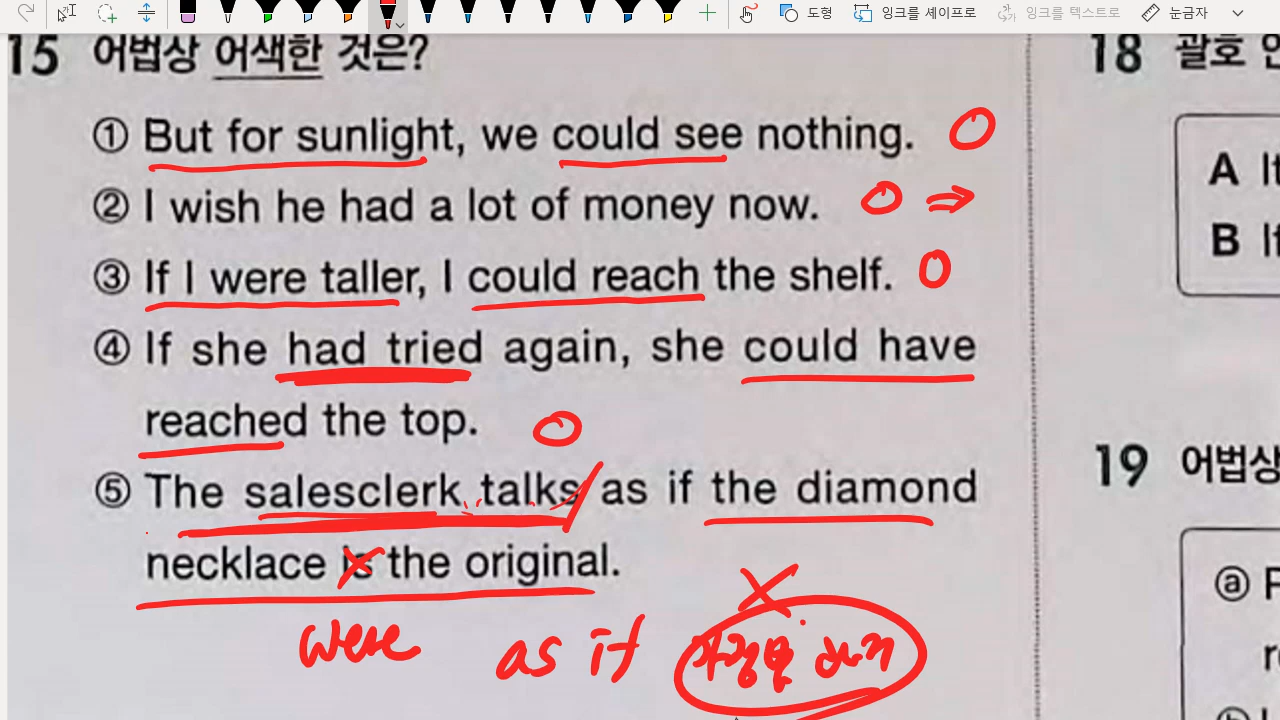 도형 잉크를 셰이프로 잉크를 텍스트로 눈금자
15 어법상 어색한 것은?
① But for sunlight, we could see nothing.
② I wish he had a lot of money now.
③ If I were taller, I could reach the shelf.
④ If she had tried again, she could have
reached the top.
⑤ The salesclerk talks as if the diamond
necklace is the original.
were as if
18 괄호
A It
B If
19 어법상
ⓐ